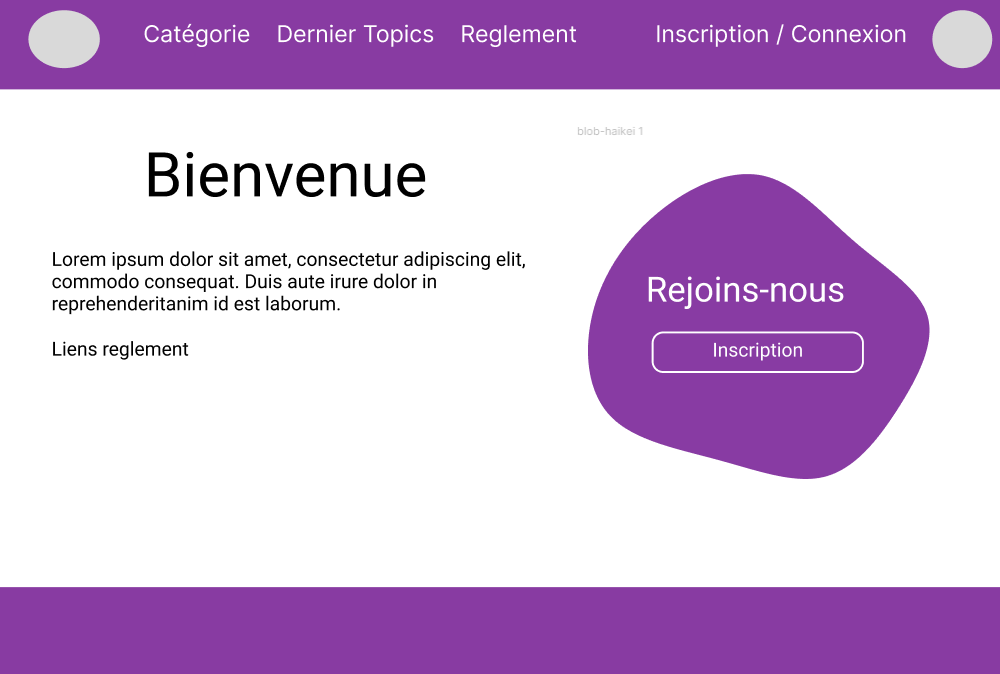 Catégorie Dernier Topics Reglement Inscription / Connexion
blob-haikei 1
Bienvenue
Lorem ipsum dolor sit amet, consectetur adipiscing elit,
commodo consequat. Duis aute irure dolor in
reprehenderitanim id est laborum.
Liens reglement
Rejoins-nous
Inscription